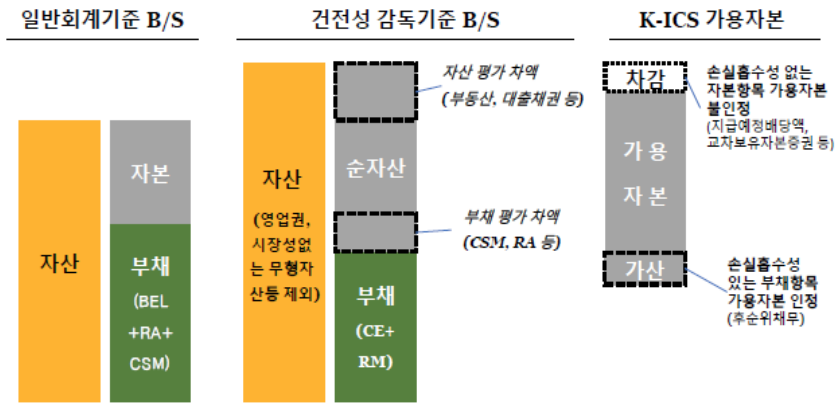 일반회계기준 B/S
자산
자본
부채
(BEL
+RA+
CSM)
건전성 감독기준 B/S
자산
(영업권,
시장성없
는 무형자
산등 제외)
순자산
부채
(CE+
RM)
자산 평가 차액
(부동산, 대출채권 등)
부채 평가 차액
(CSM, RA 등)
K-ICS 가용자본
차감
가 용
자 본
가산
손실흡수성 없는
자본항목 가용자본
불인정
(지급예정배당액,
교차보유자본증권 등)
손실흡수성
있는 부채항목
가용자본 인정
(후순위채무)